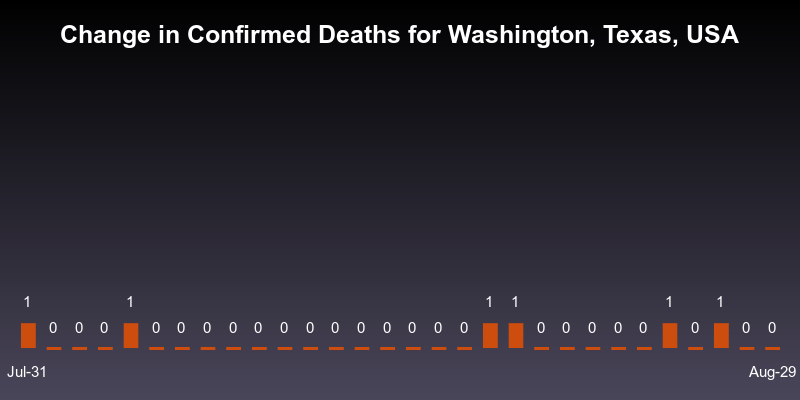 Change in Confirmed Deaths for Washington, Texas, USA
1 0 0 0 1 0 0 0 0 0 0 0 0 0 0 0 0 0 1 1 0 0 0 0 0 1 0 1 0 0
Jul-31 Aug-29